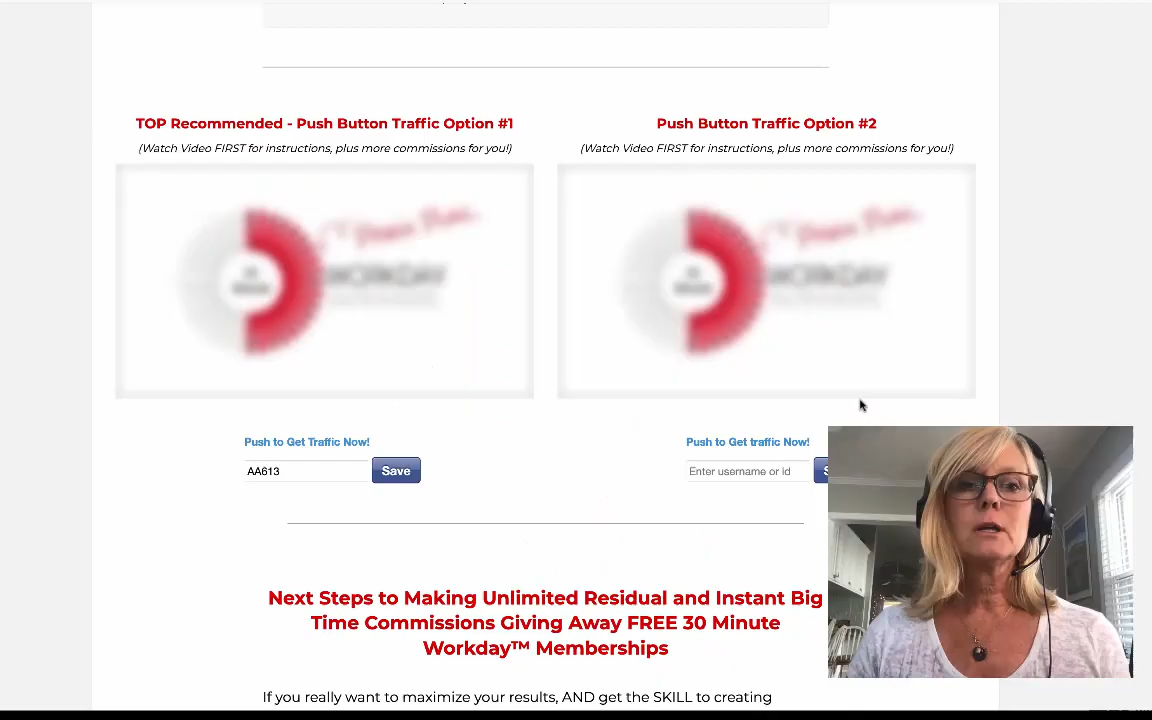 TOP Recommended - Push Button Traffic Option #1
(Watch Video FIRST for instructions, plus more commissions for you!)
Push Button Traffic Option #2
(Watch Video FIRST for instructions, plus more commissions for you!)
WORKDAY
WORKDAY
Push to Get Traffic Now!
AA613
Save
Push to Get traffic Now!
Enter username or id
Next Steps to Making Unlimited Residual and Instant Big
Time Commissions Giving Away FREE 30 Minute
Workday™ Memberships
If you really want to maximize your results, AND get the SKILL to creating